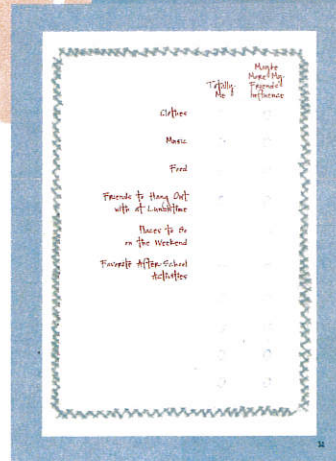 Totally Me
Maybe More My Friends' Influence
Clothes
Music
Food
Friends to Hang Out
with at Lunchtime
Places to Go
on the Weekend
Favorite After-School
Activities